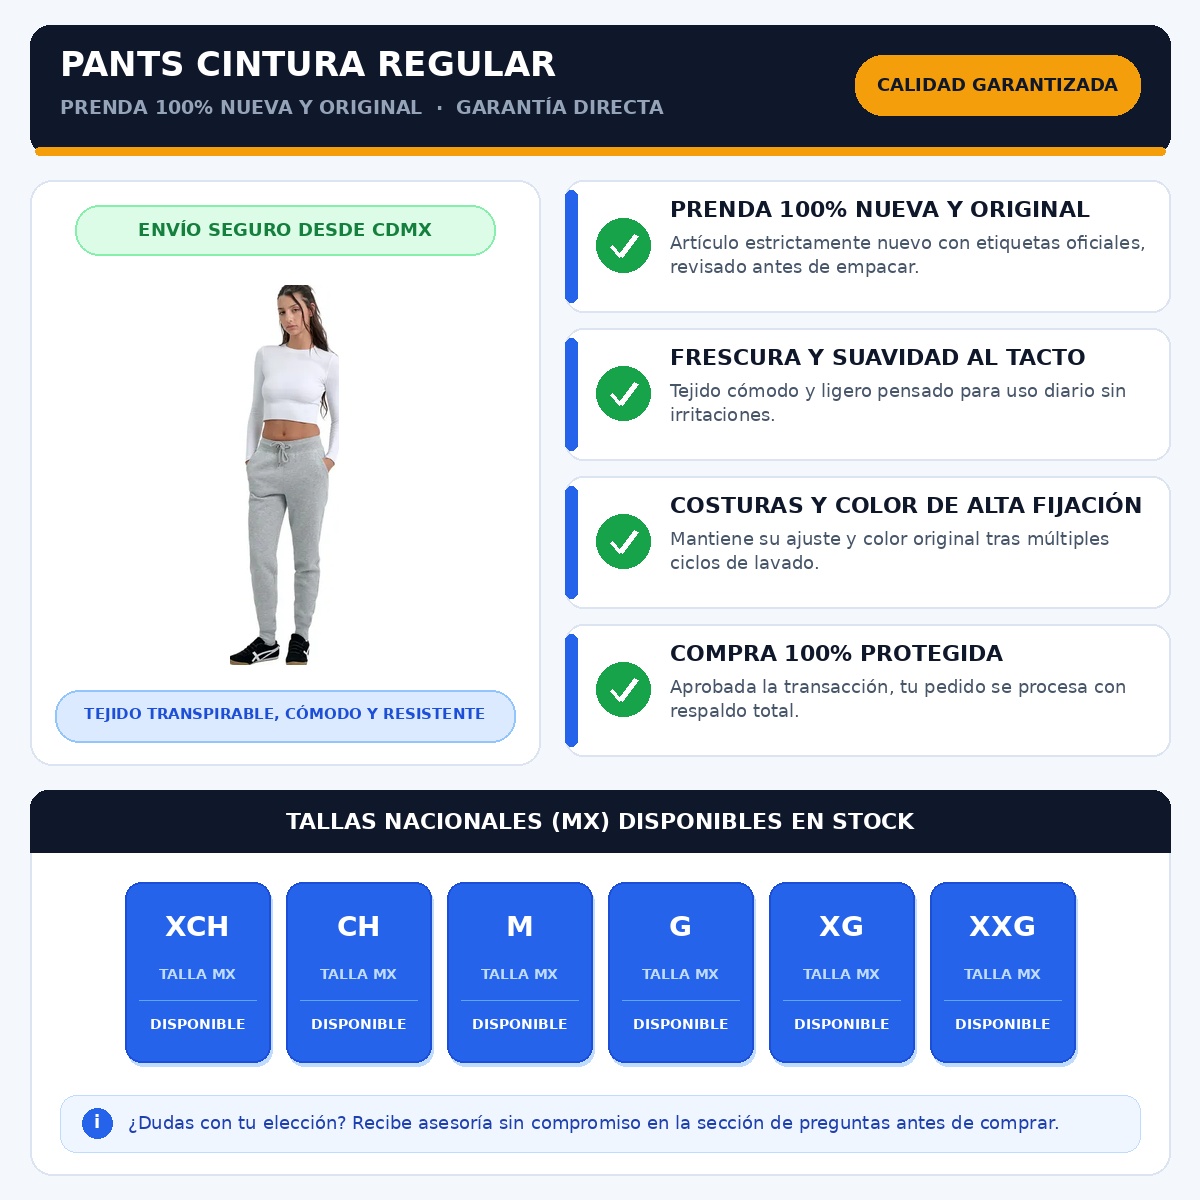 PANTS CINTURA REGULAR
PRENDA 100% NUEVA Y ORIGINAL · GARANTÍA DIRECTA
CALIDAD GARANTIZADA
ENVÍO SEGURO DESDE CDMX
TEJIDO TRANSPIRABLE, CÓMODO Y RESISTENTE
PRENDA 100% NUEVA Y ORIGINAL
Artículo estrictamente nuevo con etiquetas oficiales,
revisado antes de empacar.
FRESCURA Y SUAVIDAD AL TACTO
Tejido cómodo y ligero pensado para uso diario sin
irritaciones.
COSTURAS Y COLOR DE ALTA FIJACIÓN
Mantiene su ajuste y color original tras múltiples
ciclos de lavado.
COMPRA 100% PROTEGIDA
Aprobada la transacción, tu pedido se procesa con
respaldo total.
TALLAS NACIONALES (MX) DISPONIBLES EN STOCK
XCH
TALLA MX
DISPONIBLE
CH
TALLA MX
DISPONIBLE
M
TALLA MX
DISPONIBLE
G
TALLA MX
DISPONIBLE
XG
TALLA MX
DISPONIBLE
XXG
TALLA MX
DISPONIBLE
i ¿Dudas con tu elección? Recibe asesoría sin compromiso en la sección de preguntas antes de comprar.